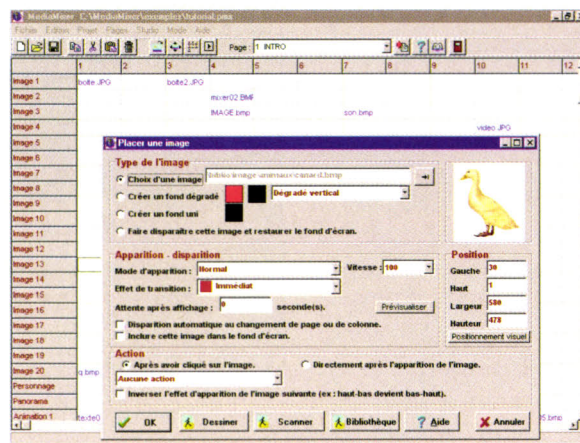 MediaMixer C:\MediaMixer\exemples\tutorial.pms
Fichier Edition Projet Pages Studio Mode Aide
Page : 1 INTRO
1 2 3 4 5 6 7 8 9 10 11 12
Image 1 boite.JPG boite2.JPG
Image 2 mixer02.BMP
Image 3 IMAGE.bmp son.bmp
Image 4 video.JPG
Image 5
Image 6
Image 7
Image 8
Image 9
Image 10
Image 11
Image 12
Image 13
Image 14
Image 15
Image 16
Image 17
Image 18
Image 19
Image 20
Personnage
Panorama
Animation 1
Placer une image
Type de l'image
Choix d'une image \biblio\image\animaux\canard.bmp
Créer un fond dégradé Dégradé vertical
Créer un fond uni
Faire disparaître cette image et restaurer le fond d'écran.
Apparition - disparition
Mode d'apparition : Normal Vitesse : 100
Effet de transition : Immédiat
Attente après affichage : 0 seconde(s). Prévisualiser
Disparition automatique au changement de page ou de colonne.
Inclure cette image dans le fond d'écran.
Position
Gauche 30
Haut 1
Largeur 580
Hauteur 478
Positionnement visuel
Action
Après avoir cliqué sur l'image. Directement après l'apparition de l'image.
Aucune action
Inverser l'effet d'apparition de l'image suivante (ex : haut-bas devient bas-haut).
OK Dessiner Scanner Bibliothèque Aide Annuler